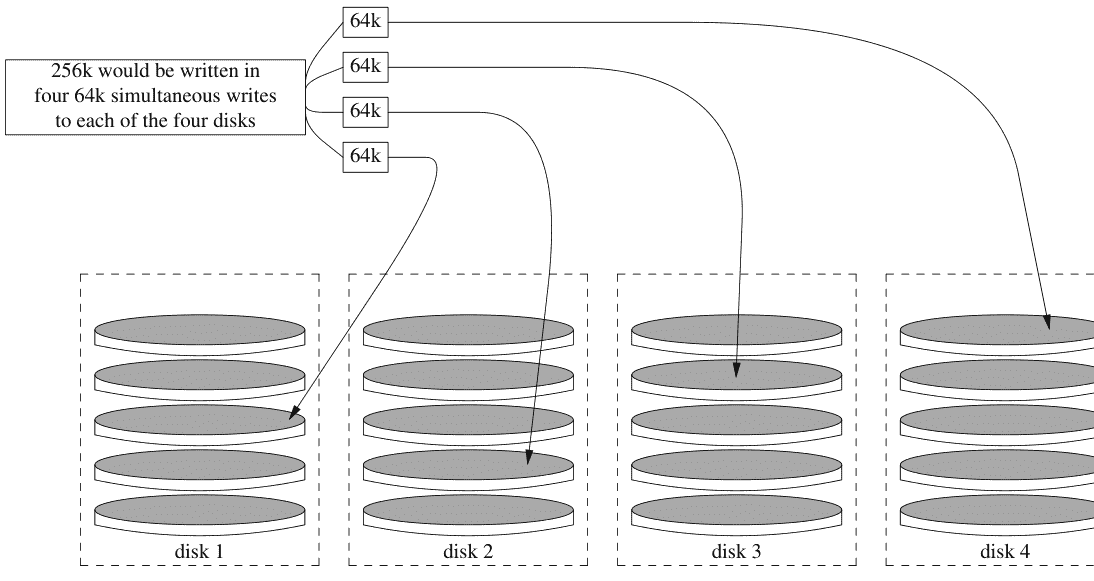 64k
64k
64k
64k
256k would be written in
four 64k simultaneous writes
to each of the four disks
disk 1
disk 2
disk 3
disk 4